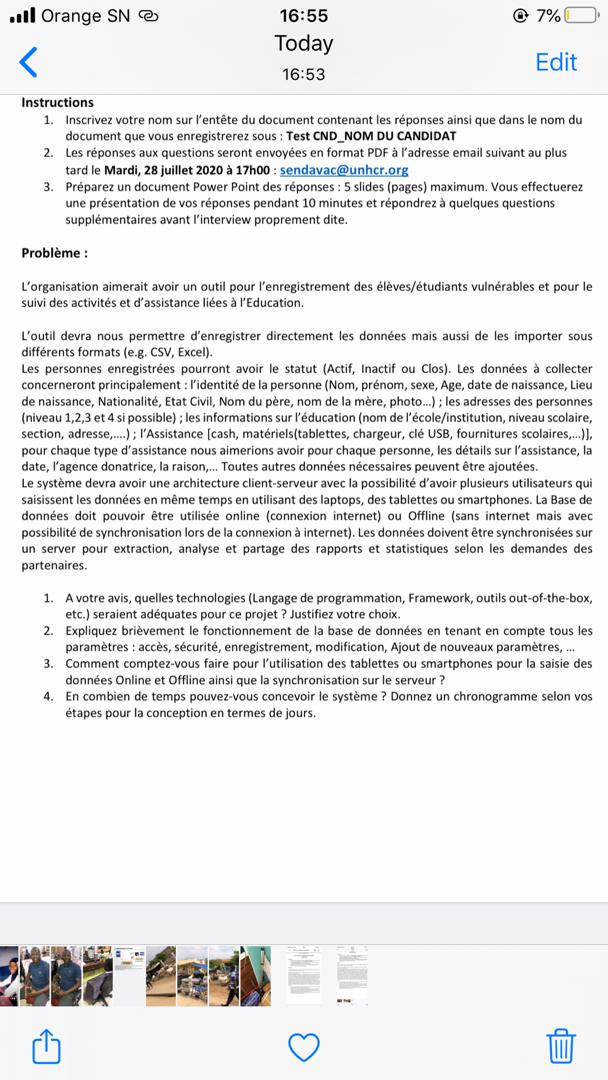 Orange SN
16:55
7%
Today
16:53
Edit
Instructions
1. Inscrivez votre nom sur l'entête du document contenant les réponses ainsi que dans le nom du
document que vous enregistrerez sous : Test CND_NOM DU CANDIDAT
2. Les réponses aux questions seront envoyées en format PDF à l'adresse email suivant au plus
tard le Mardi, 28 juillet 2020 à 17h00 : sendavac@unhcr.org
3. Préparez un document Power Point des réponses : 5 slides (pages) maximum. Vous effectuerez
une présentation de vos réponses pendant 10 minutes et répondrez à quelques questions
supplémentaires avant l'interview proprement dite.
Problème :
L'organisation aimerait avoir un outil pour l'enregistrement des élèves/étudiants vulnérables et pour le
suivi des activités et d'assistance liées à l'Education.
L'outil devra nous permettre d'enregistrer directement les données mais aussi de les importer sous
différents formats (e.g. CSV, Excel).
Les personnes enregistrées pourront avoir le statut (Actif, Inactif ou Clos). Les données à collecter
concerneront principalement : l'identité de la personne (Nom, prénom, sexe, Age, date de naissance, Lieu
de naissance, Nationalité, Etat Civil, Nom du père, nom de la mère, photo...) ; les adresses des personnes
(niveau 1,2,3 et 4 si possible) ; les informations sur l'éducation (nom de l'école/institution, niveau scolaire,
section, adresse,....) ; l'Assistance [cash, matériels(tablettes, chargeur, clé USB, fournitures scolaires,...)],
pour chaque type d'assistance nous aimerions avoir pour chaque personne, les détails sur l'assistance, la
date, l'agence donatrice, la raison,... Toutes autres données nécessaires peuvent être ajoutées.
Le système devra avoir une architecture client-serveur avec la possibilité d'avoir plusieurs utilisateurs qui
saisissent les données en même temps en utilisant des laptops, des tablettes ou smartphones. La Base de
données doit pouvoir être utilisée online (connexion internet) ou Offline (sans internet mais avec
possibilité de synchronisation lors de la connexion à internet). Les données doivent être synchronisées sur
un server pour extraction, analyse et partage des rapports et statistiques selon les demandes des
partenaires.
1. A votre avis, quelles technologies (Langage de programmation, Framework, outils out-of-the-box,
etc.) seraient adéquates pour ce projet ? Justifiez votre choix.
2. Expliquez brièvement le fonctionnement de la base de données en tenant en compte tous les
paramètres : accès, sécurité, enregistrement, modification, Ajout de nouveaux paramètres, ...
3. Comment comptez-vous faire pour l'utilisation des tablettes ou smartphones pour la saisie des
données Online et Offline ainsi que la synchronisation sur le serveur ?
4. En combien de temps pouvez-vous concevoir le système ? Donnez un chronogramme selon vos
étapes pour la conception en termes de jours.